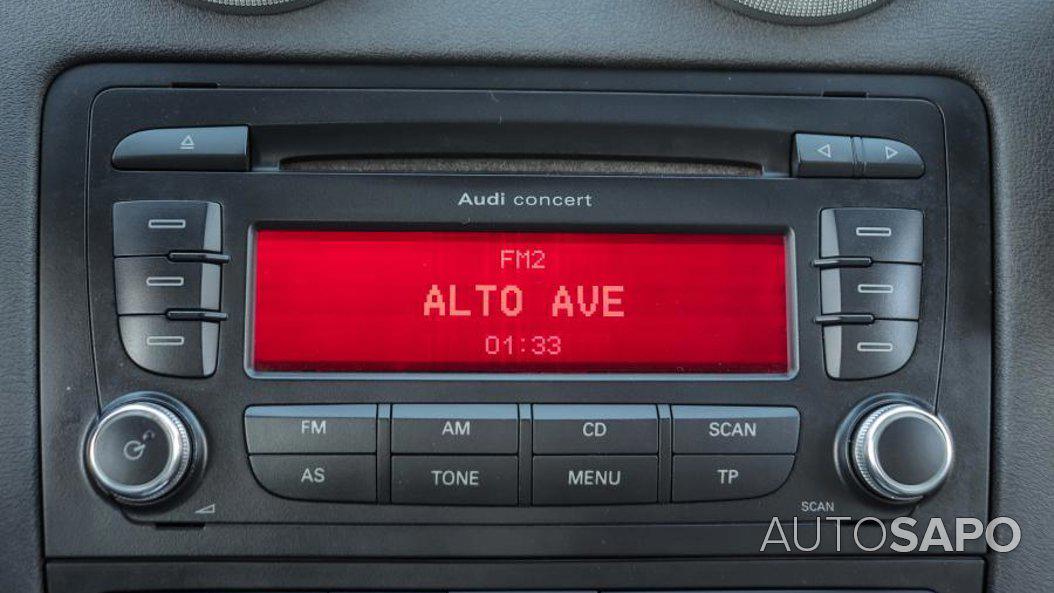 Audi concert
FM2
ALTO AVE
01:33
FM AM CD SCAN
AS TONE MENU TP
SCAN
AUTOSAPO